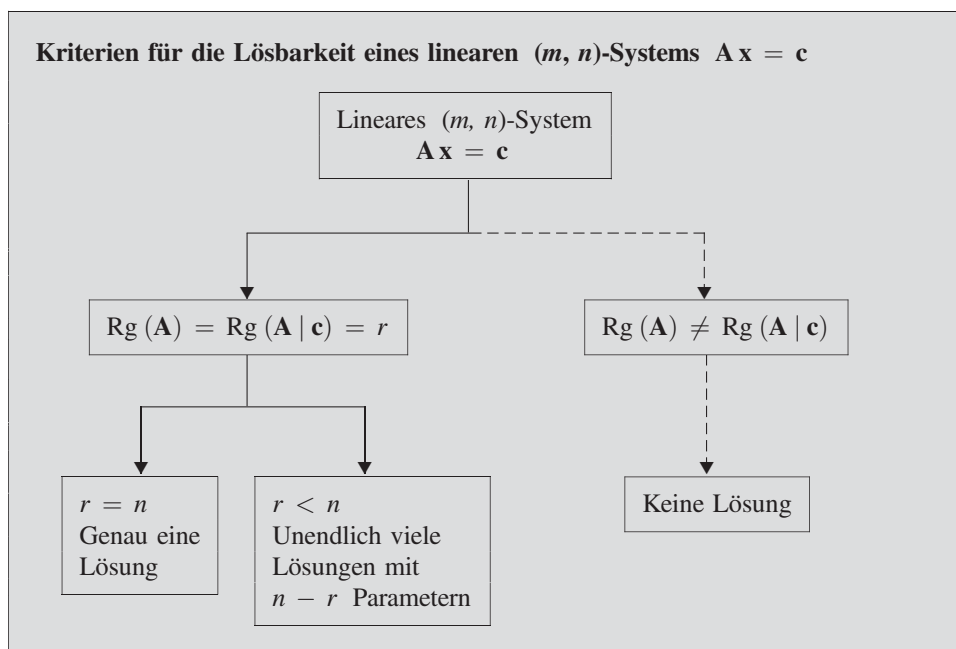 Kriterien für die Lösbarkeit eines linearen (m, n)-Systems A x = c
Lineares (m, n)-System
A x = c
Rg (A) = Rg (A | c) = r
Rg (A) ≠ Rg (A | c)
r = n
Genau eine
Lösung
r < n
Unendlich viele
Lösungen mit
n − r Parametern
Keine Lösung